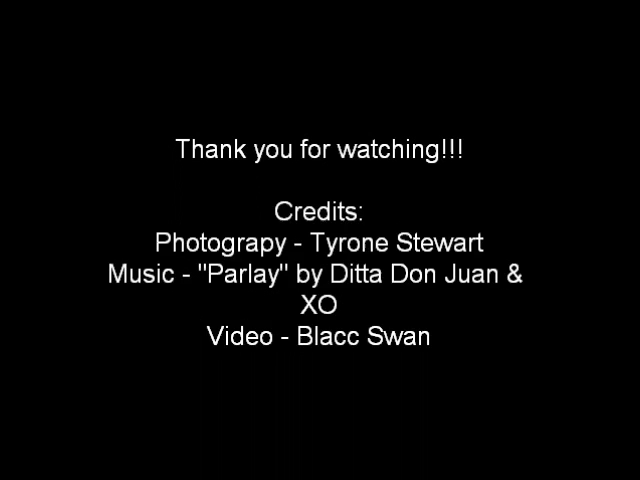 Thank you for watching!!!
Credits:
Photograpy - Tyrone Stewart
Music - "Parlay" by Ditta Don Juan &
XO
Video - Blacc Swan